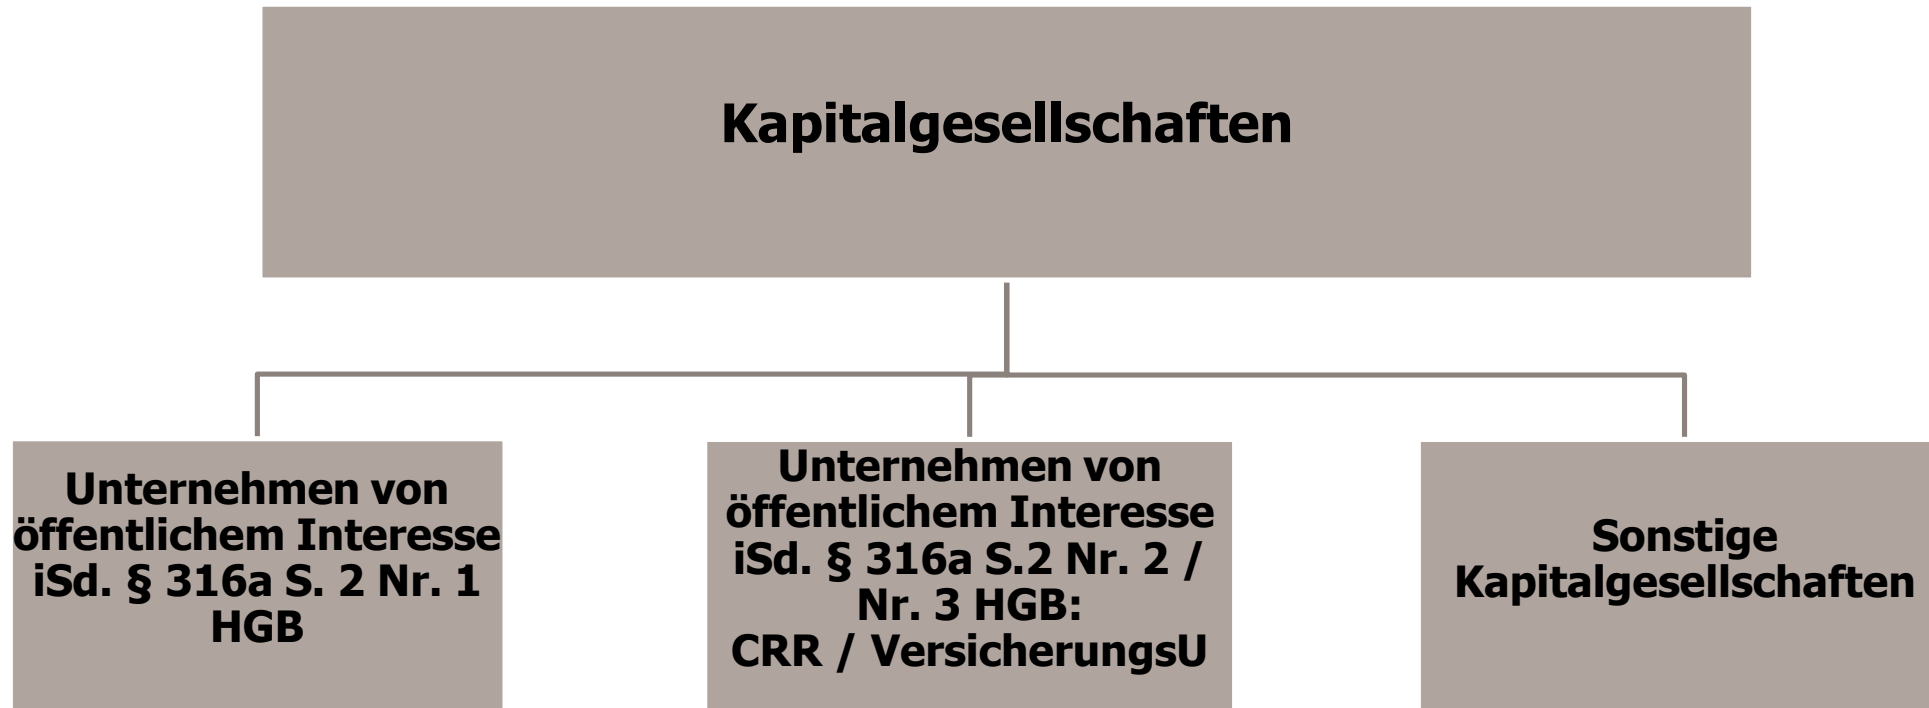 Kapitalgesellschaften
Unternehmen von
öffentlichem Interesse
iSd. § 316a S. 2 Nr. 1
HGB
Unternehmen von
öffentlichem Interesse
iSd. § 316a S.2 Nr. 2 /
Nr. 3 HGB:
CRR / VersicherungsU
Sonstige
Kapitalgesellschaften